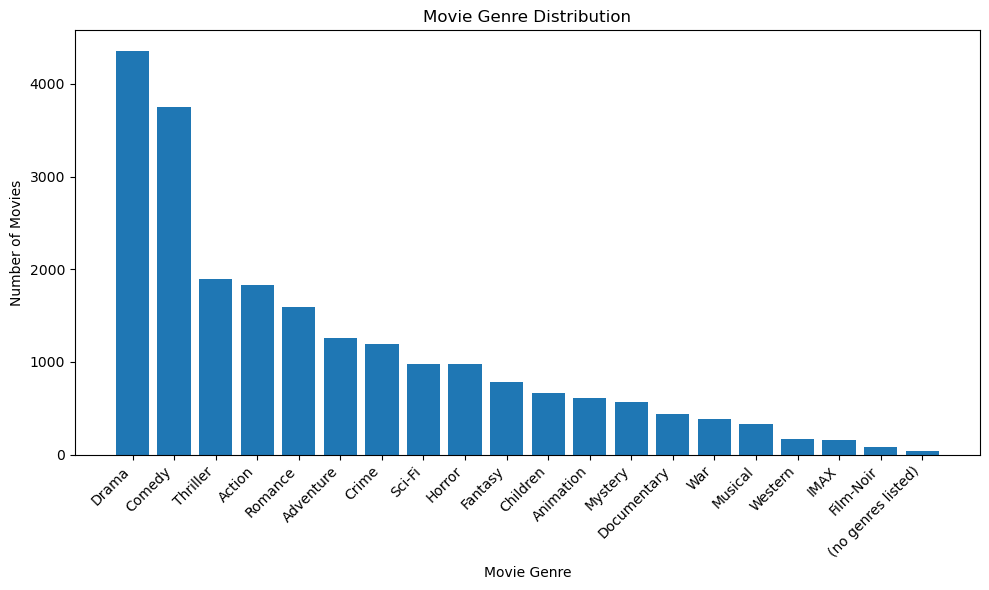 Movie Genre Distribution
Number of Movies
4000
3000
2000
1000
0
Drama
Comedy
Thriller
Action
Romance
Adventure
Crime
Sci-Fi
Horror
Fantasy
Children
Animation
Mystery
Documentary
War
Musical
Western
IMAX
Film-Noir
(no genres listed)
Movie Genre